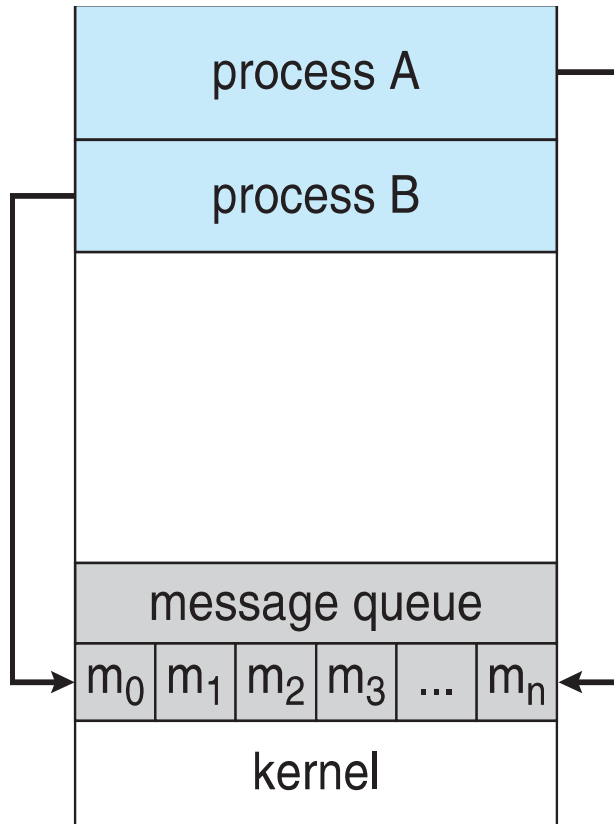 process A
process B
message queue
m₀ m₁ m₂ m₃ ... mₙ
kernel